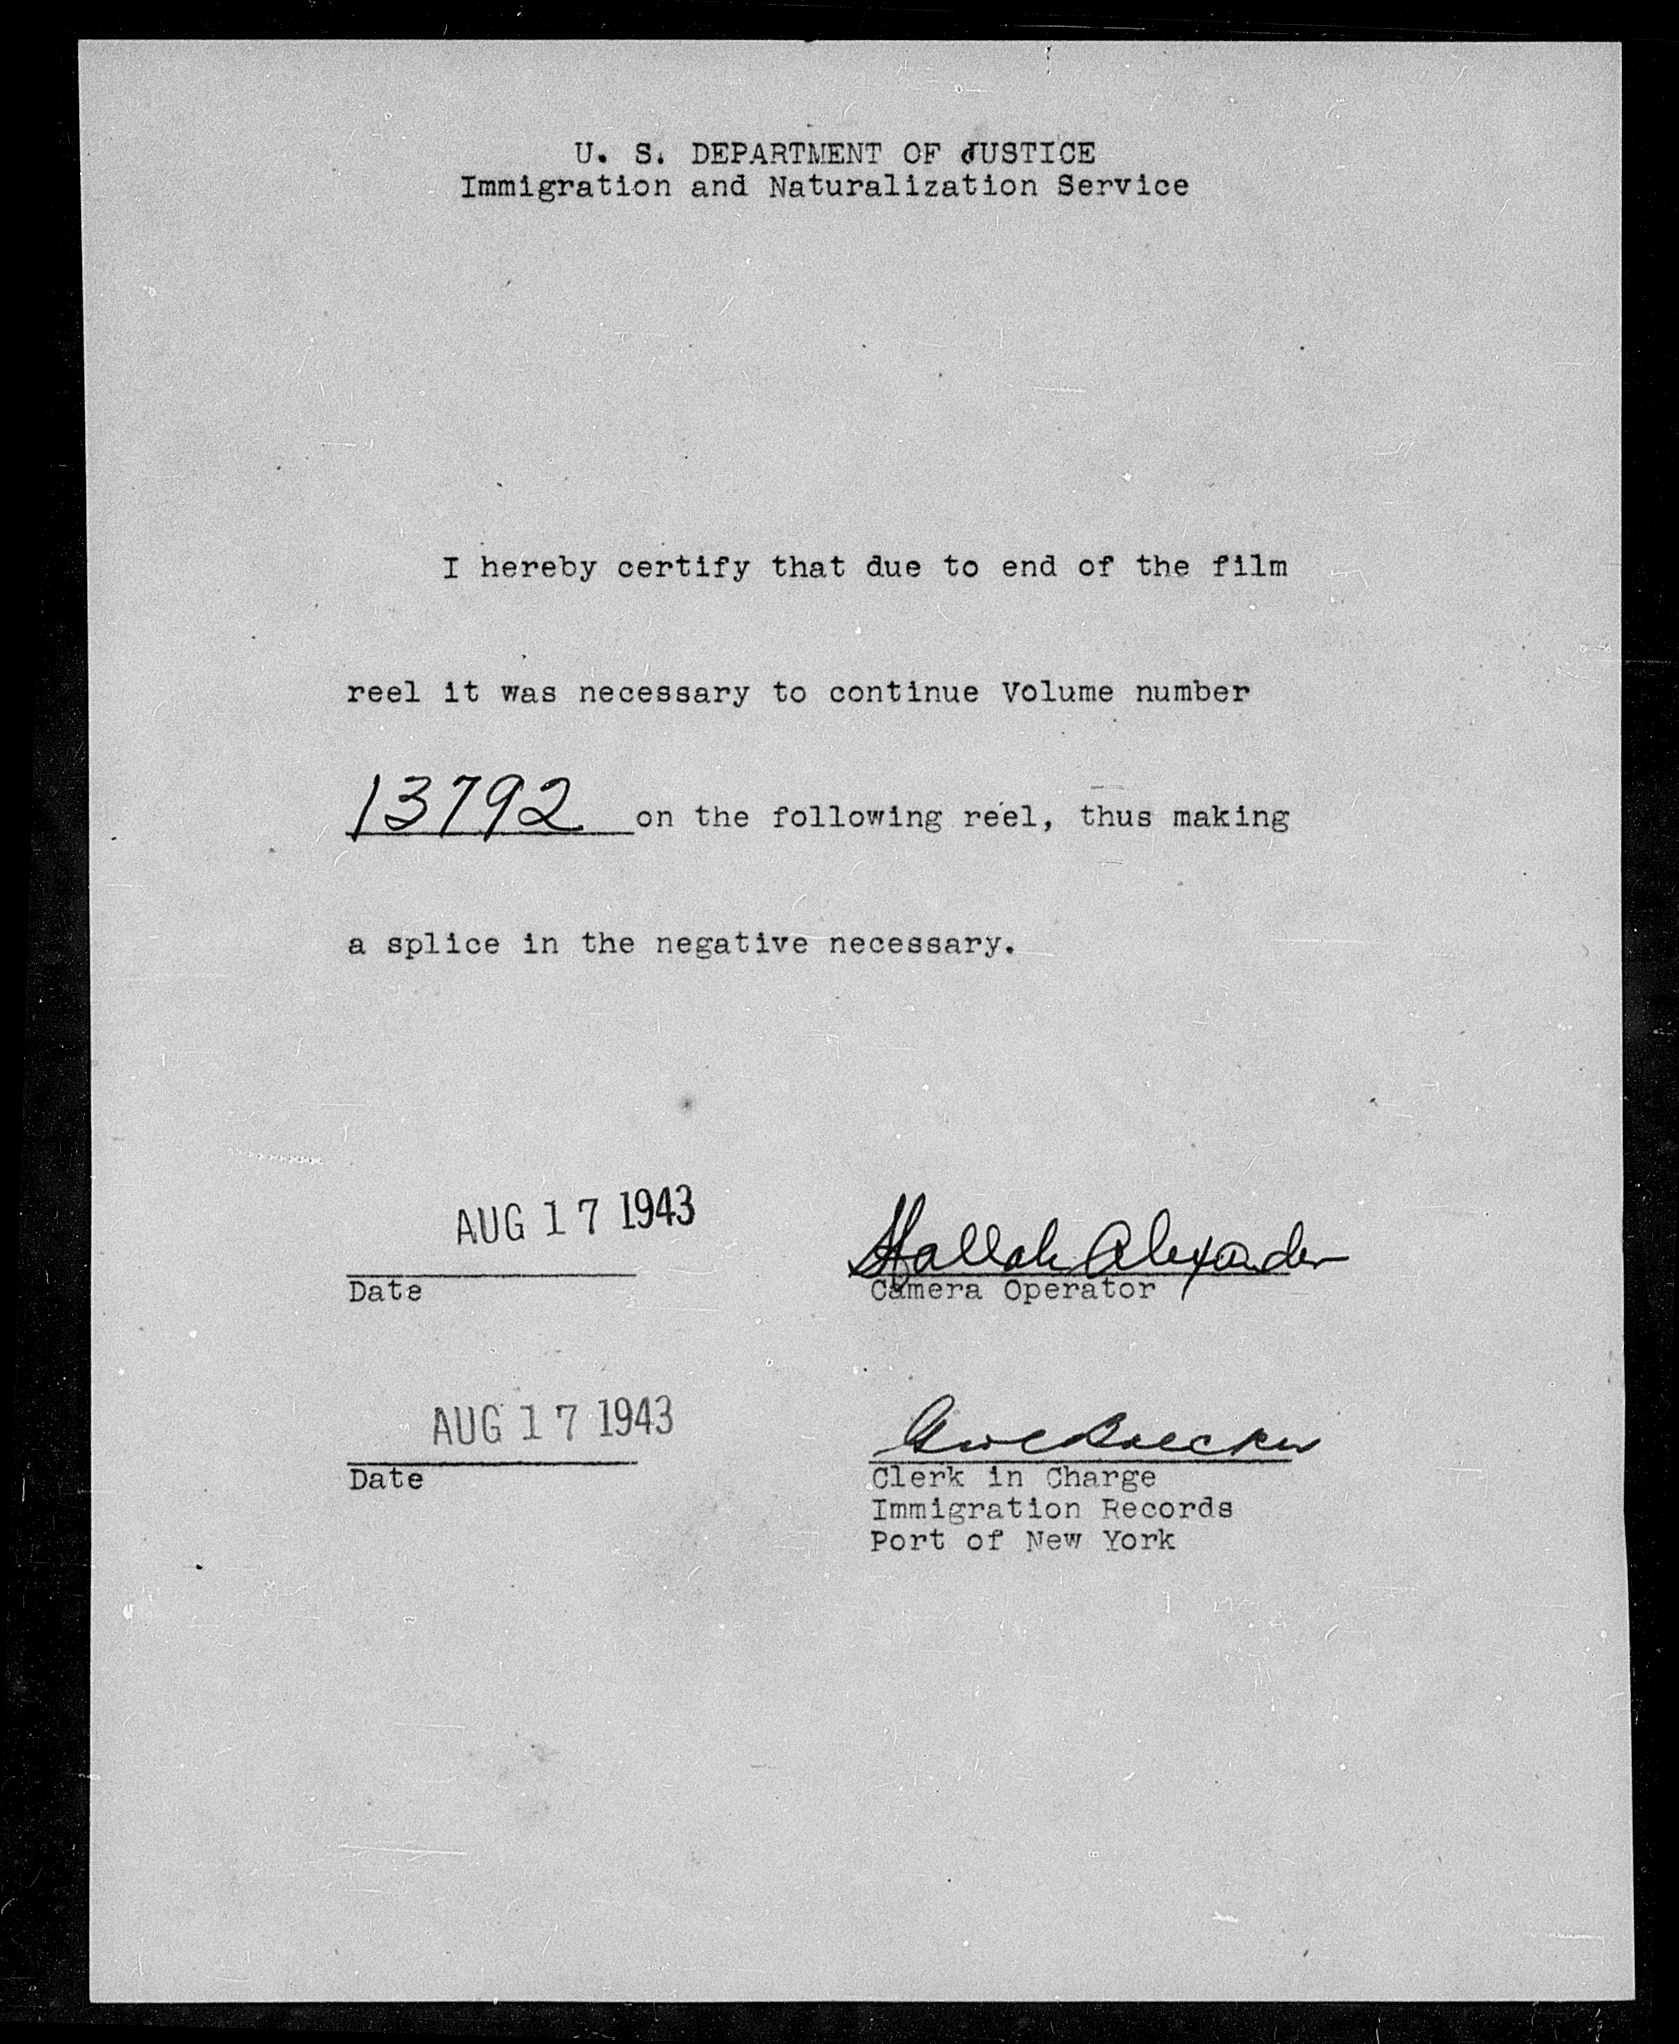 U. S. DEPARTMENT OF JUSTICE
Immigration and Naturalization Service
I hereby certify that due to end of the film
reel it was necessary to continue Volume number
13792 on the following reel, thus making
a splice in the negative necessary.
AUG 17 1943
Alexander
Date
Camera Operator
AUG 17 1943
Date
Clerk in Charge
Immigration Records
Port of New York